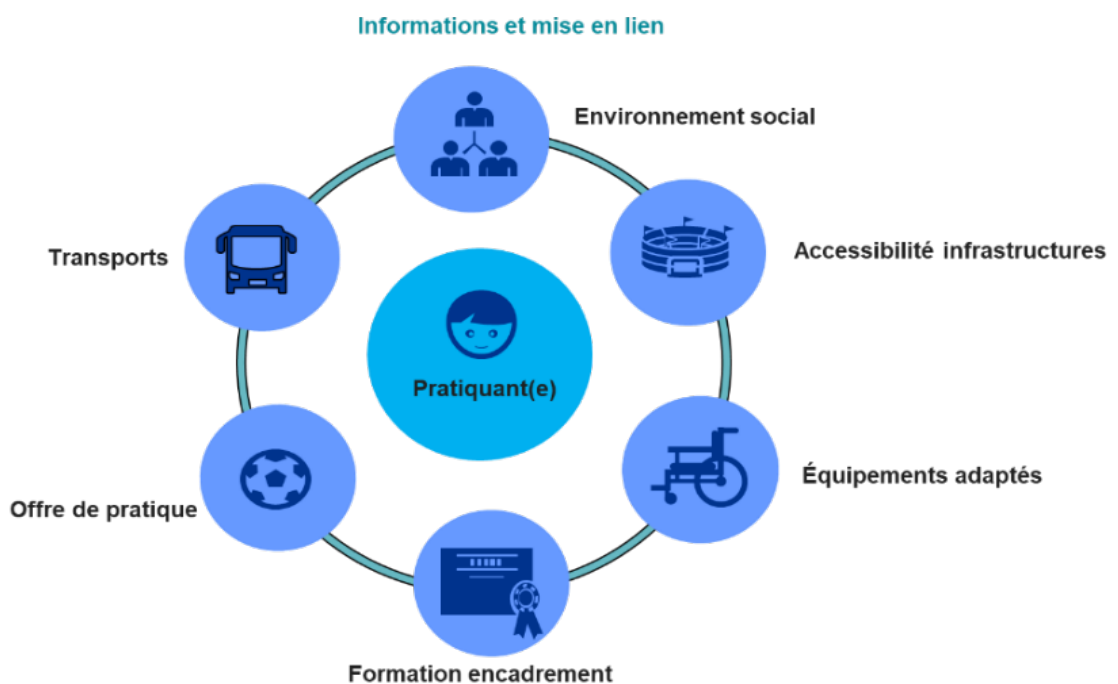 Informations et mise en lien
Environnement social
Transports
Accessibilité infrastructures
Pratiquant(e)
Équipements adaptés
Offre de pratique
Formation encadrement